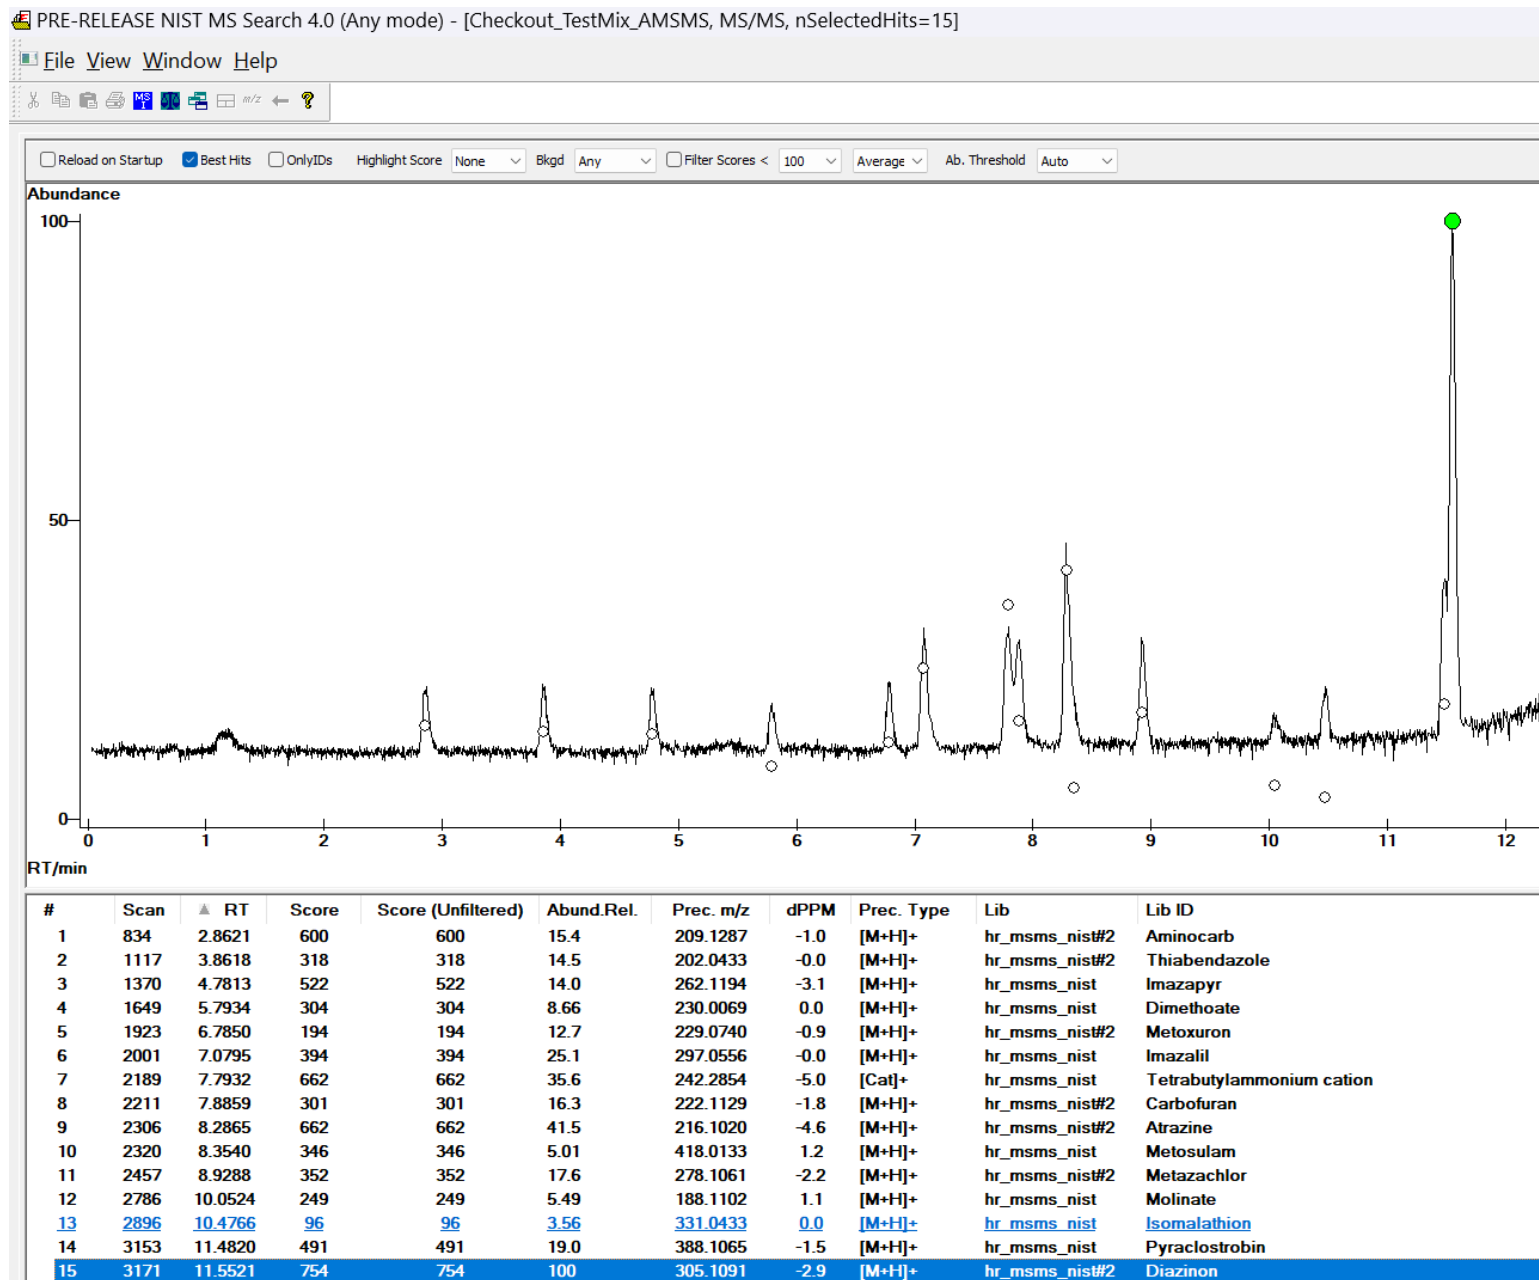 PRE-RELEASE NIST MS Search 4.0 (Any mode) - [Checkout_TestMix_AMSMS, MS/MS, nSelectedHits=15]
File View Window Help
MS m/z ?
Reload on Startup Best Hits OnlyIDs Highlight Score None Bkgd Any Filter Scores < 100 Average Ab. Threshold Auto
Abundance
100
50
0
0 1 2 3 4 5 6 7 8 9 10 11 12
RT/min
# Scan RT Score Score (Unfiltered) Abund.Rel. Prec. m/z dPPM Prec. Type Lib Lib ID
1 834 2.8621 600 600 15.4 209.1287 -1.0 [M+H]+ hr_msms_nist#2 Aminocarb
2 1117 3.8618 318 318 14.5 202.0433 -0.0 [M+H]+ hr_msms_nist#2 Thiabendazole
3 1370 4.7813 522 522 14.0 262.1194 -3.1 [M+H]+ hr_msms_nist Imazapyr
4 1649 5.7934 304 304 8.66 230.0069 0.0 [M+H]+ hr_msms_nist Dimethoate
5 1923 6.7850 194 194 12.7 229.0740 -0.9 [M+H]+ hr_msms_nist#2 Metoxuron
6 2001 7.0795 394 394 25.1 297.0556 -0.0 [M+H]+ hr_msms_nist Imazalil
7 2189 7.7932 662 662 35.6 242.2854 -5.0 [Cat]+ hr_msms_nist Tetrabutylammonium cation
8 2211 7.8859 301 301 16.3 222.1129 -1.8 [M+H]+ hr_msms_nist#2 Carbofuran
9 2306 8.2865 662 662 41.5 216.1020 -4.6 [M+H]+ hr_msms_nist#2 Atrazine
10 2320 8.3540 346 346 5.01 418.0133 1.2 [M+H]+ hr_msms_nist Metosulam
11 2457 8.9288 352 352 17.6 278.1061 -2.2 [M+H]+ hr_msms_nist#2 Metazachlor
12 2786 10.0524 249 249 5.49 188.1102 1.1 [M+H]+ hr_msms_nist Molinate
13 2896 10.4766 96 96 3.56 331.0433 0.0 [M+H]+ hr_msms_nist Isomalathion
14 3153 11.4820 491 491 19.0 388.1065 -1.5 [M+H]+ hr_msms_nist Pyraclostrobin
15 3171 11.5521 754 754 100 305.1091 -2.9 [M+H]+ hr_msms_nist#2 Diazinon